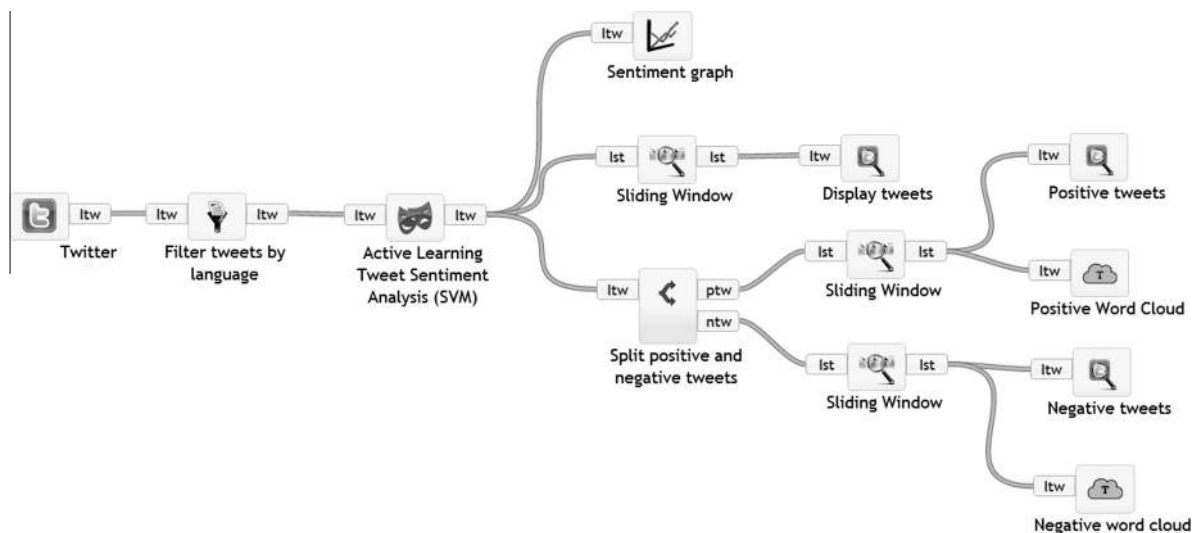 ltw
Sentiment graph
lst
lst
ltw
Sliding Window
Display tweets
ltw
Positive tweets
ltw
ltw
ltw
ltw
ltw
Twitter
Filter tweets by
language
Active Learning
Tweet Sentiment
Analysis (SVM)
ltw
ptw
ntw
Split positive and
negative tweets
lst
lst
Sliding Window
ltw
T
Positive Word Cloud
lst
lst
Sliding Window
ltw
Negative tweets
ltw
T
Negative word cloud